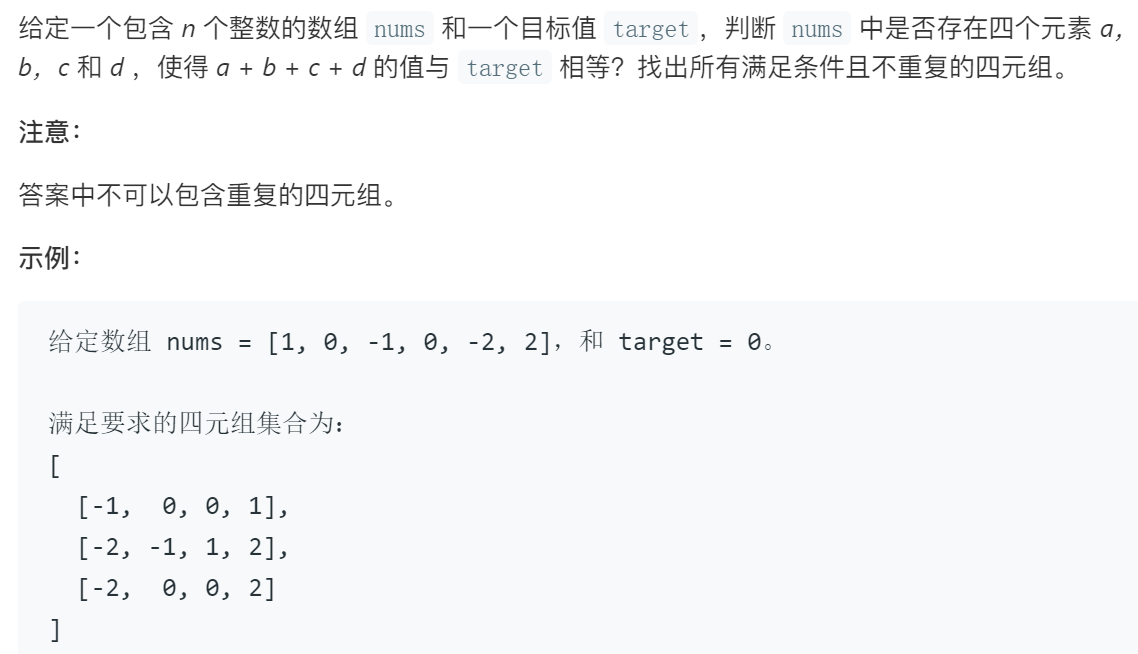 给定一个包含 n 个整数的数组 nums 和一个目标值 target，判断 nums 中是否存在四个元素 a，
b，c 和 d ，使得 a + b + c + d 的值与 target 相等？找出所有满足条件且不重复的四元组。
注意：
答案中不可以包含重复的四元组。
示例：
给定数组 nums = [1, 0, -1, 0, -2, 2]，和 target = 0。
满足要求的四元组集合为：
[
  [-1,  0, 0, 1],
  [-2, -1, 1, 2],
  [-2,  0, 0, 2]
]